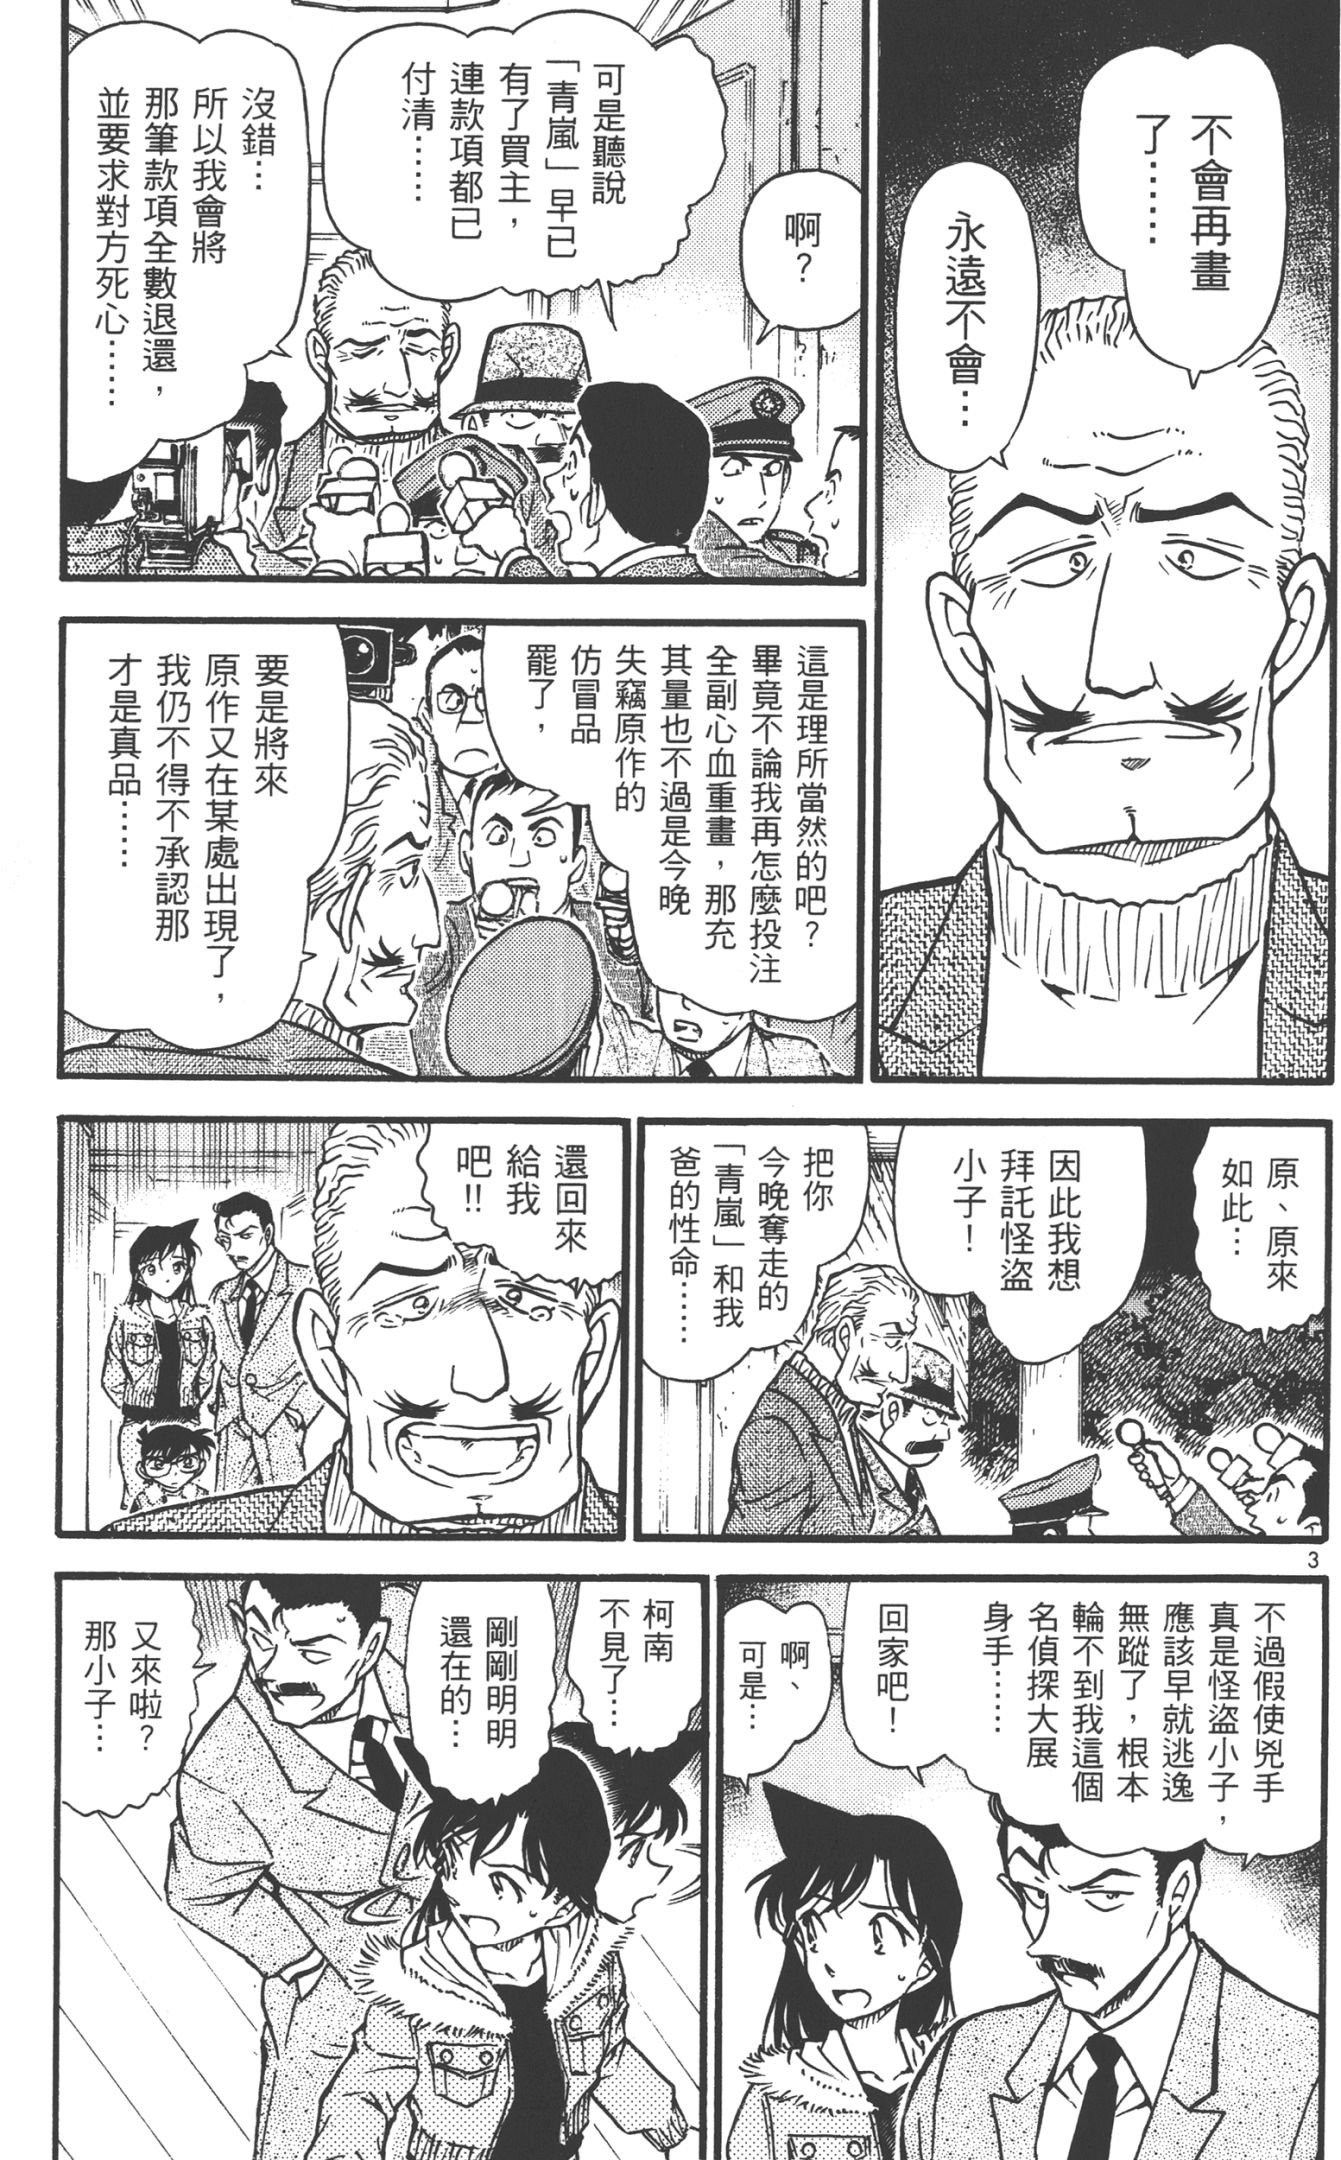 不會再畫
了……
永遠不會…
啊？
可是聽說
「青嵐」早已
有了買主，
連款項都已
付清……
沒錯…
所以我會將
那筆款項全數退還，
並要求對方死心……
這是理所當然的吧？
畢竟不論我再怎麼投注
全副心血重畫，那充
其量也不過是今晚
失竊原作的
仿冒品
罷了，
要是將來
原作又在某處出現了，
我仍不得不承認那
才是真品……
原、原來
如此…
因此我想
拜託怪盜
小子！
把你
今晚奪走的
「青嵐」和我
爸的性命……
還回來
給我
吧!!
3
不過假使兇手
真是怪盜小子，
應該早就逃逸
無蹤了，根本
輪不到我這個
名偵探大展
身手……
回家吧！
啊、
可是…
柯南
不見了…
剛剛明明
還在的…
又來啦？
那小子…